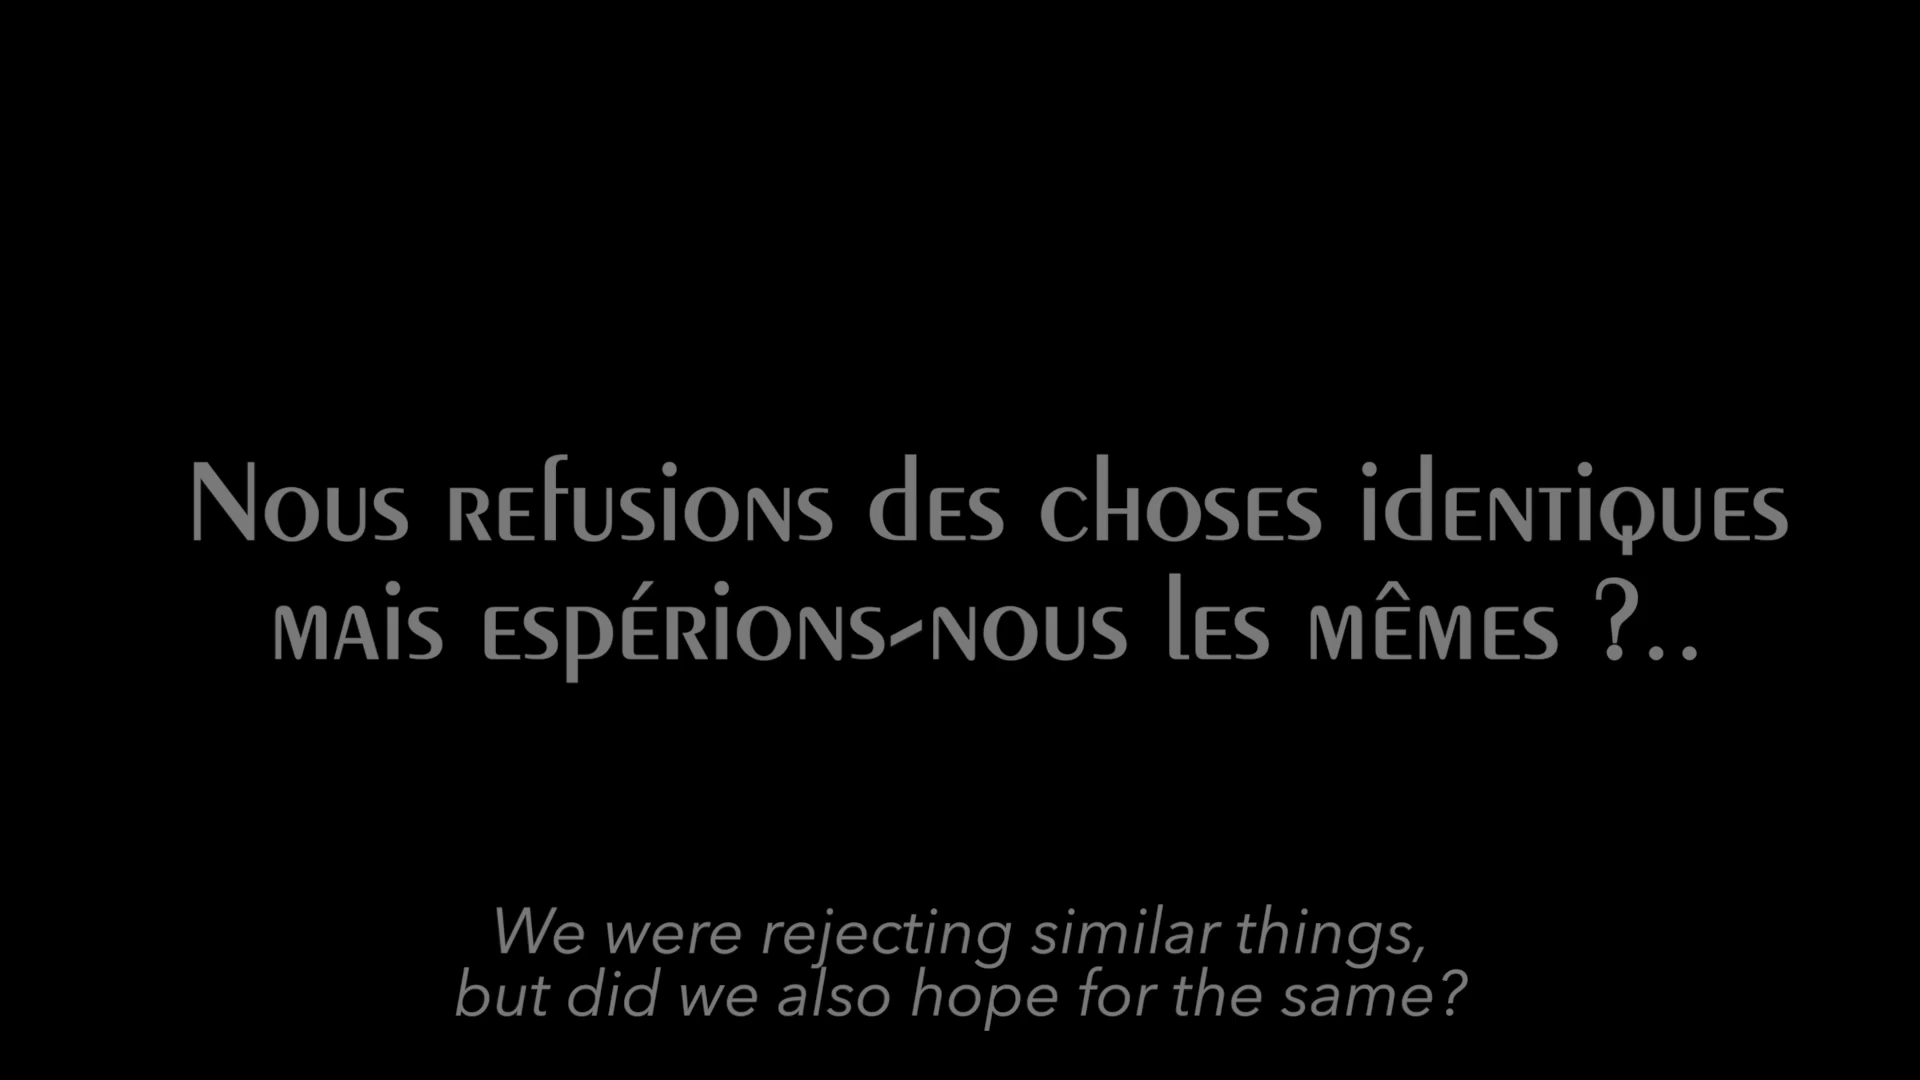 Nous refusions des choses identiques
mais espérions-nous les mêmes ?..
We were rejecting similar things,
but did we also hope for the same?